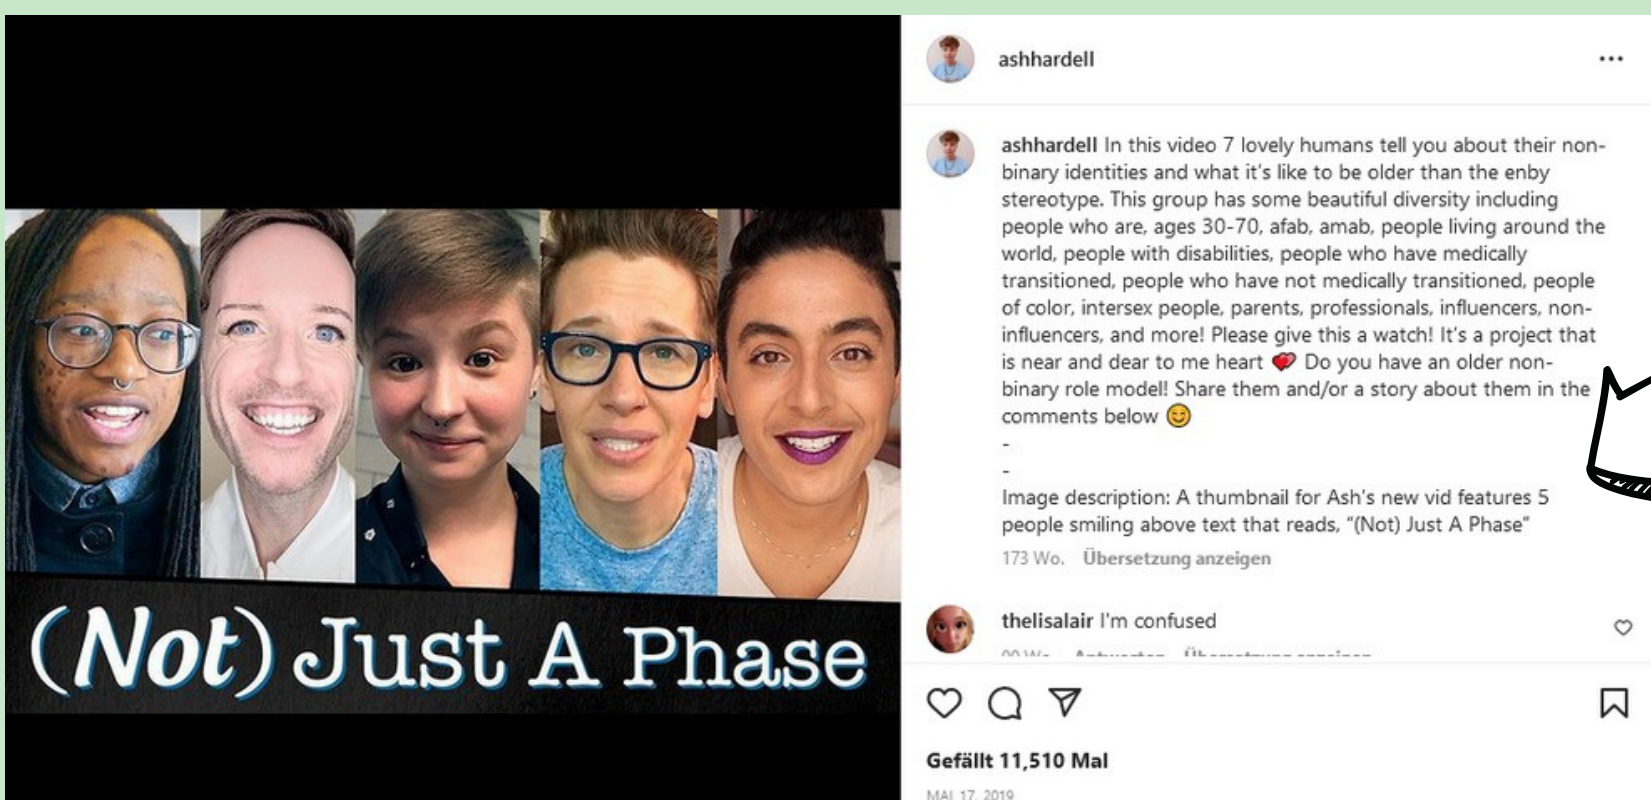 (Not) Just A Phase
ashhardell
ashhardell In this video 7 lovely humans tell you about their non-
binary identities and what it's like to be older than the enby
stereotype. This group has some beautiful diversity including
people who are, ages 30-70, afab, amab, people living around the
world, people with disabilities, people who have medically
transitioned, people who have not medically transitioned, people
of color, intersex people, parents, professionals, influencers, non-
influencers, and more! Please give this a watch! It's a project that
is near and dear to me heart 💞 Do you have an older non-
binary role model! Share them and/or a story about them in the
comments below 😊
-
-
Image description: A thumbnail for Ash's new vid features 5
people smiling above text that reads, “(Not) Just A Phase”
173 Wo. Übersetzung anzeigen
thelisalair I'm confused
Antworten Übersetzung anzeigen
Gefällt 11,510 Mal
MAI 17, 2019